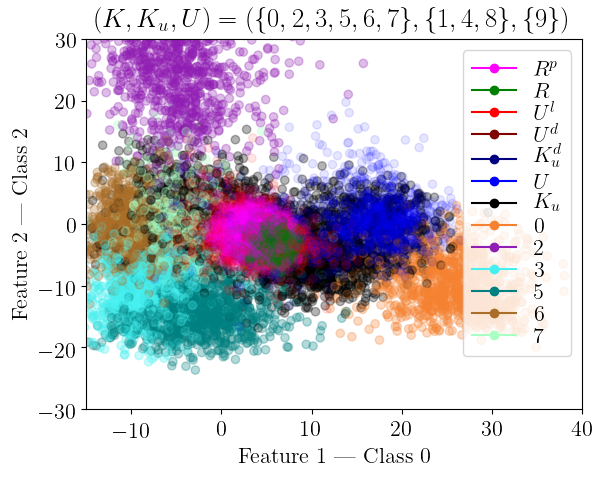 (K, K_u, U) = ({0, 2, 3, 5, 6, 7}, {1, 4, 8}, {9})
30
20
10
0
−10
−20
−30
Feature 2 — Class 2
−10 0 10 20 30 40
Feature 1 — Class 0
R^p
R
U^l
U^d
K_u^d
U
K_u
0
2
3
5
6
7